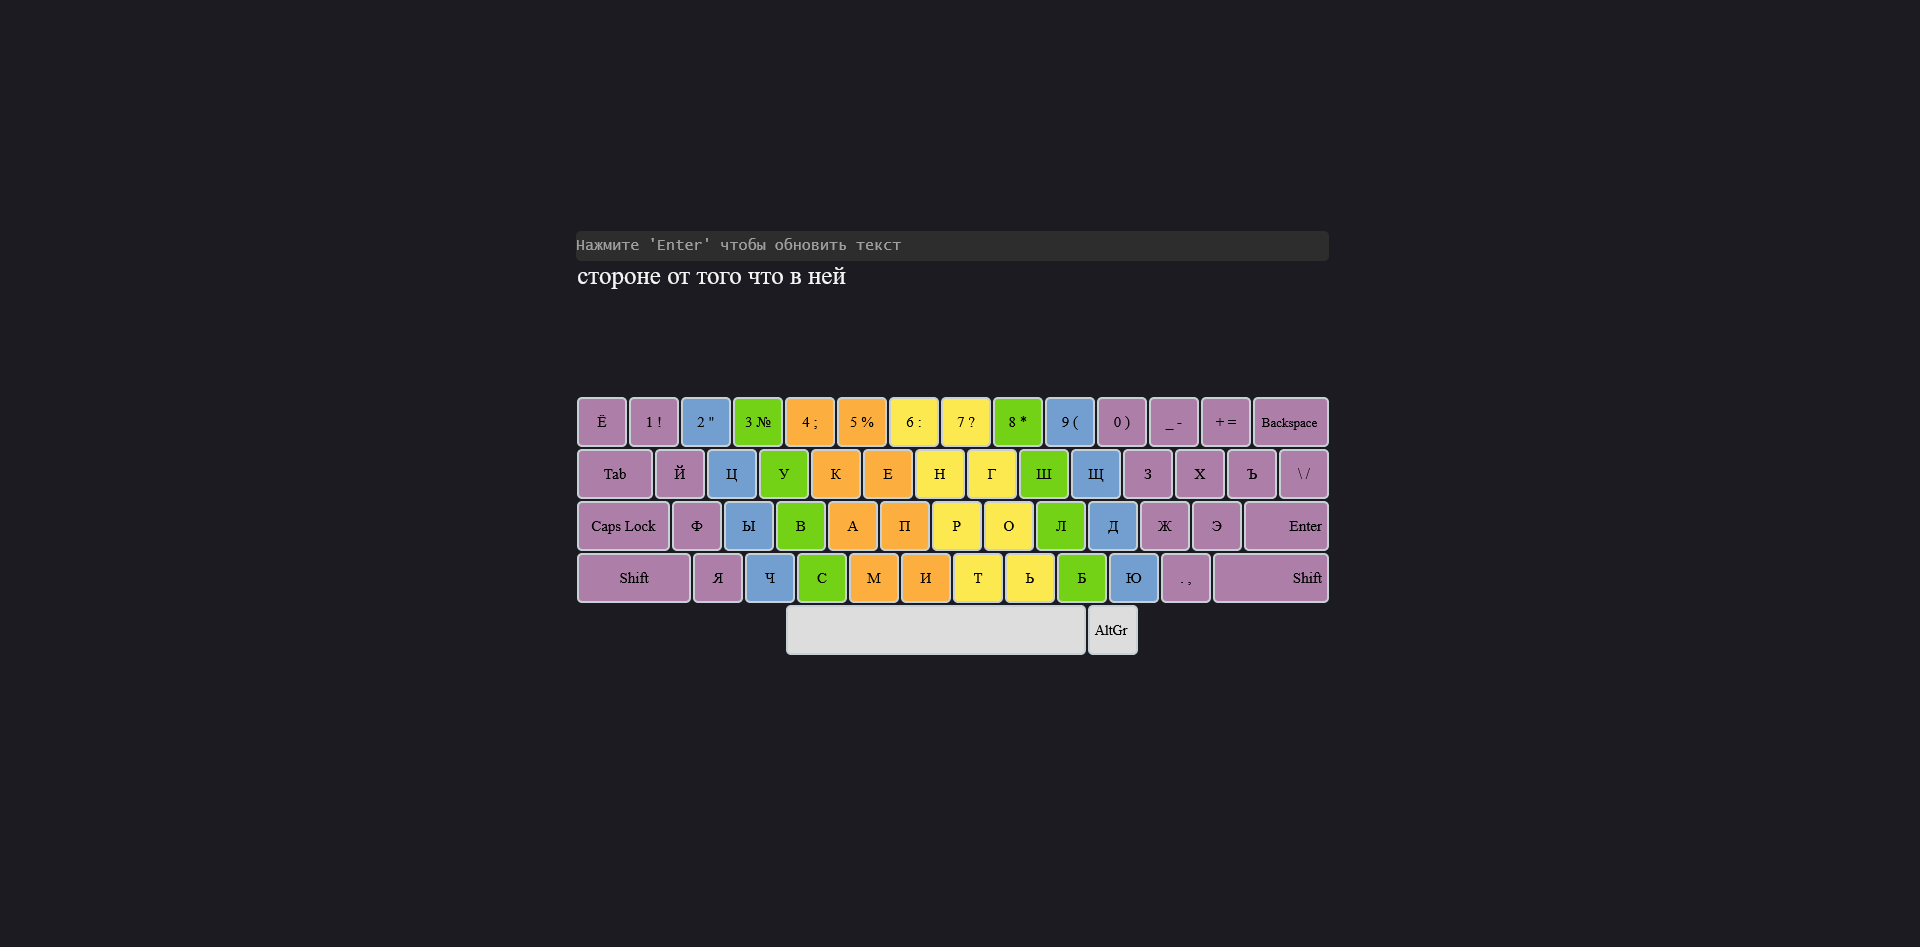 Нажмите 'Enter' чтобы обновить текст
стороне от того что в ней
Ё 1 ! 2 " 3 № 4 ; 5 % 6 : 7 ? 8 * 9 ( 0 ) _ - + = Backspace
Tab Й Ц У К Е Н Г Ш Щ З Х Ъ \ /
Caps Lock Ф Ы В А П Р О Л Д Ж Э Enter
Shift Я Ч С М И Т Ь Б Ю . , Shift
AltGr